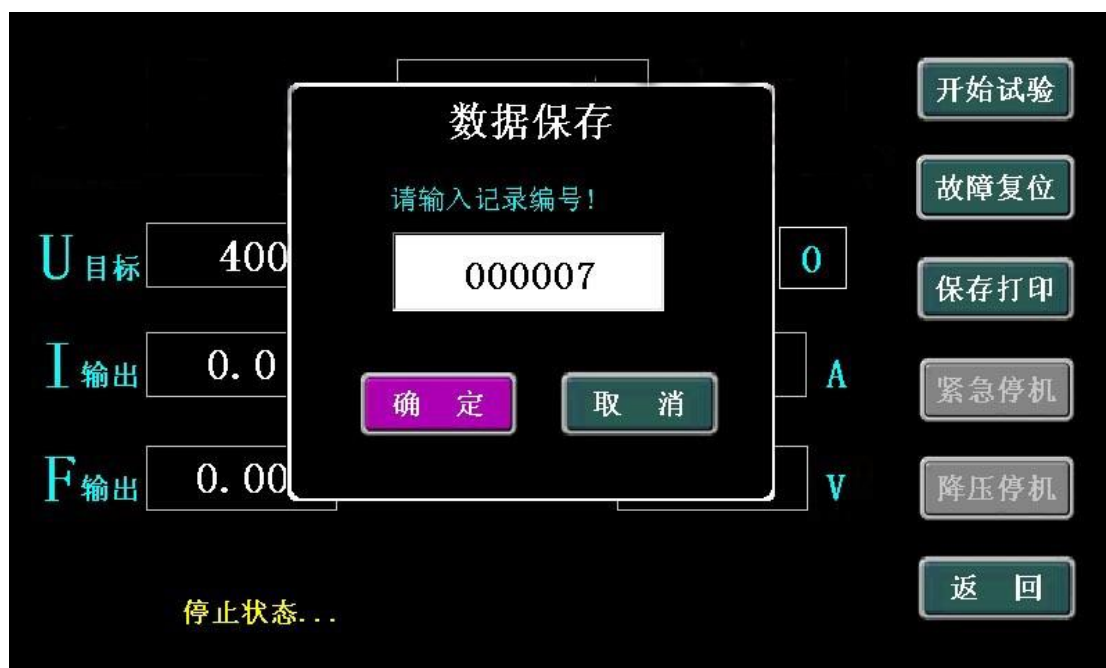 数据保存
请输入记录编号!
000007
确 定
取 消
U目标 400
0
I输出 0.0
A
F输出 0.00
V
停止状态...
开始试验
故障复位
保存打印
紧急停机
降压停机
返 回